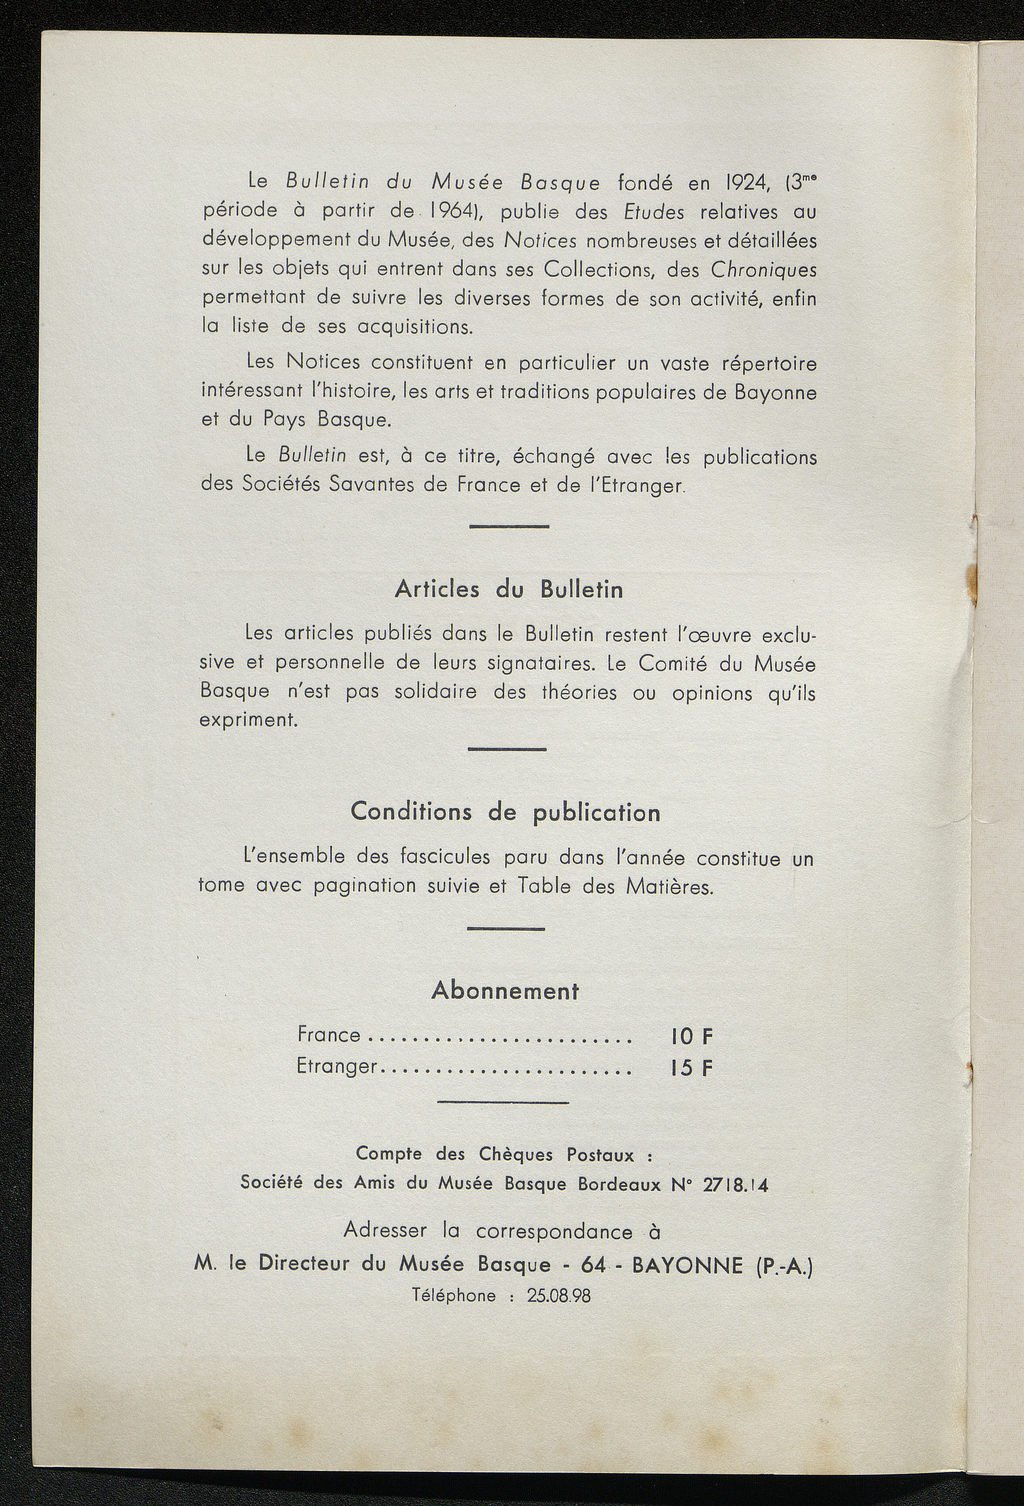 Le Bulletin du Musée Basque fondé en 1924, (3me
période à partir de 1964), publie des Etudes relatives au
développement du Musée, des Notices nombreuses et détaillées
sur les objets qui entrent dans ses Collections, des Chroniques
permettant de suivre les diverses formes de son activité, enfin
la liste de ses acquisitions.
Les Notices constituent en particulier un vaste répertoire
intéressant l'histoire, les arts et traditions populaires de Bayonne
et du Pays Basque.
Le Bulletin est, à ce titre, échangé avec les publications
des Sociétés Savantes de France et de l'Etranger.
Articles du Bulletin
Les articles publiés dans le Bulletin restent l'œuvre exclu-
sive et personnelle de leurs signataires. Le Comité du Musée
Basque n'est pas solidaire des théories ou opinions qu'ils
expriment.
Conditions de publication
L'ensemble des fascicules paru dans l'année constitue un
tome avec pagination suivie et Table des Matières.
Abonnement
France ........................ 10 F
Etranger....................... 15 F
Compte des Chèques Postaux :
Société des Amis du Musée Basque Bordeaux N° 2718.14
Adresser la correspondance à
M. le Directeur du Musée Basque - 64 - BAYONNE (P.-A.)
Téléphone : 25.08.98